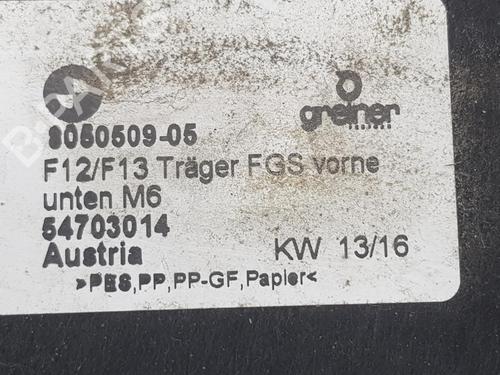 greiner
8050509-05
F12/F13 Träger FGS vorne
unten M6
54703014
Austria KW 13/16
»PES,PP,PP-GF,Papier<